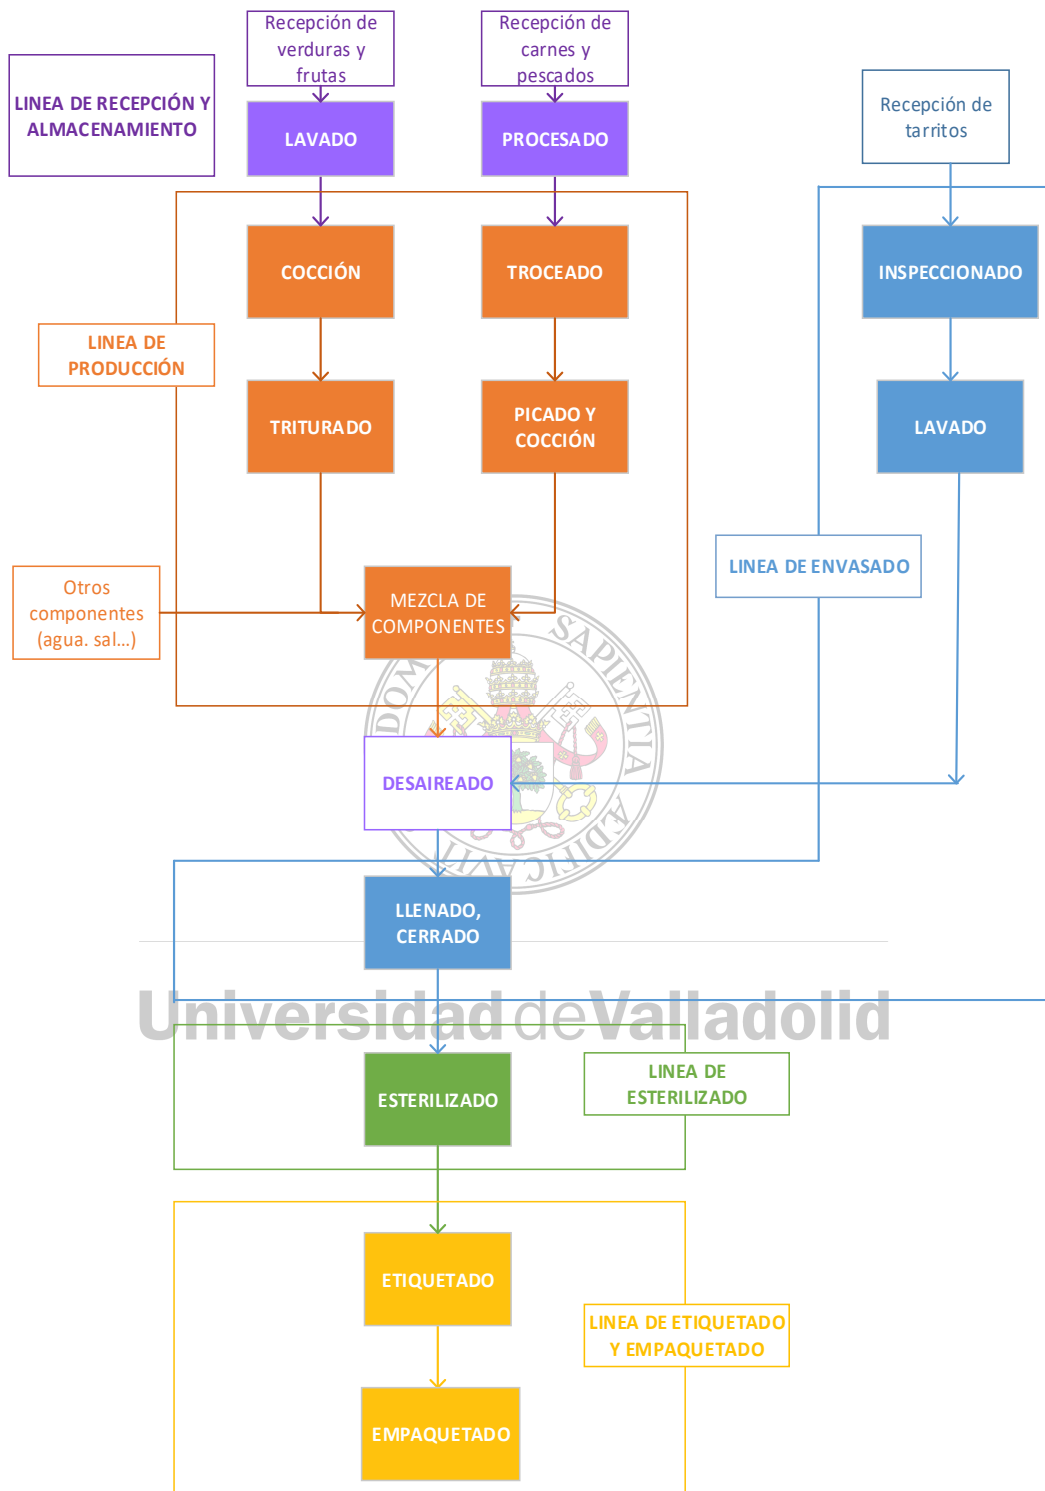 Recepción de
verduras y
frutas
Recepción de
carnes y
pescados
LINEA DE RECEPCIÓN Y
ALMACENAMIENTO
Recepción de
tarritos
LAVADO
PROCESADO
COCCIÓN
TROCEADO
INSPECCIONADO
LINEA DE
PRODUCCIÓN
TRITURADO
PICADO Y
COCCIÓN
LAVADO
LINEA DE ENVASADO
Otros
componentes
(agua. sal...)
MEZCLA DE
COMPONENTES
SAPIENTIA
ÆDIFICAVIT
DOM
DESAIREADO
LLENADO,
CERRADO
Universidad de Valladolid
ESTERILIZADO
LINEA DE
ESTERILIZADO
ETIQUETADO
LINEA DE ETIQUETADO
Y EMPAQUETADO
EMPAQUETADO